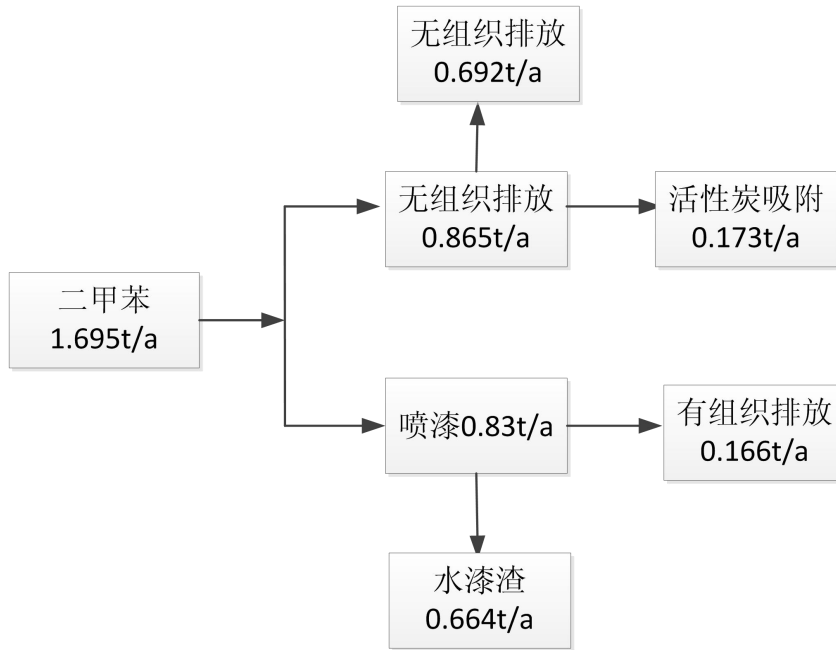 无组织排放
0.692t/a
无组织排放
0.865t/a
活性炭吸附
0.173t/a
二甲苯
1.695t/a
喷漆0.83t/a
有组织排放
0.166t/a
水漆渣
0.664t/a